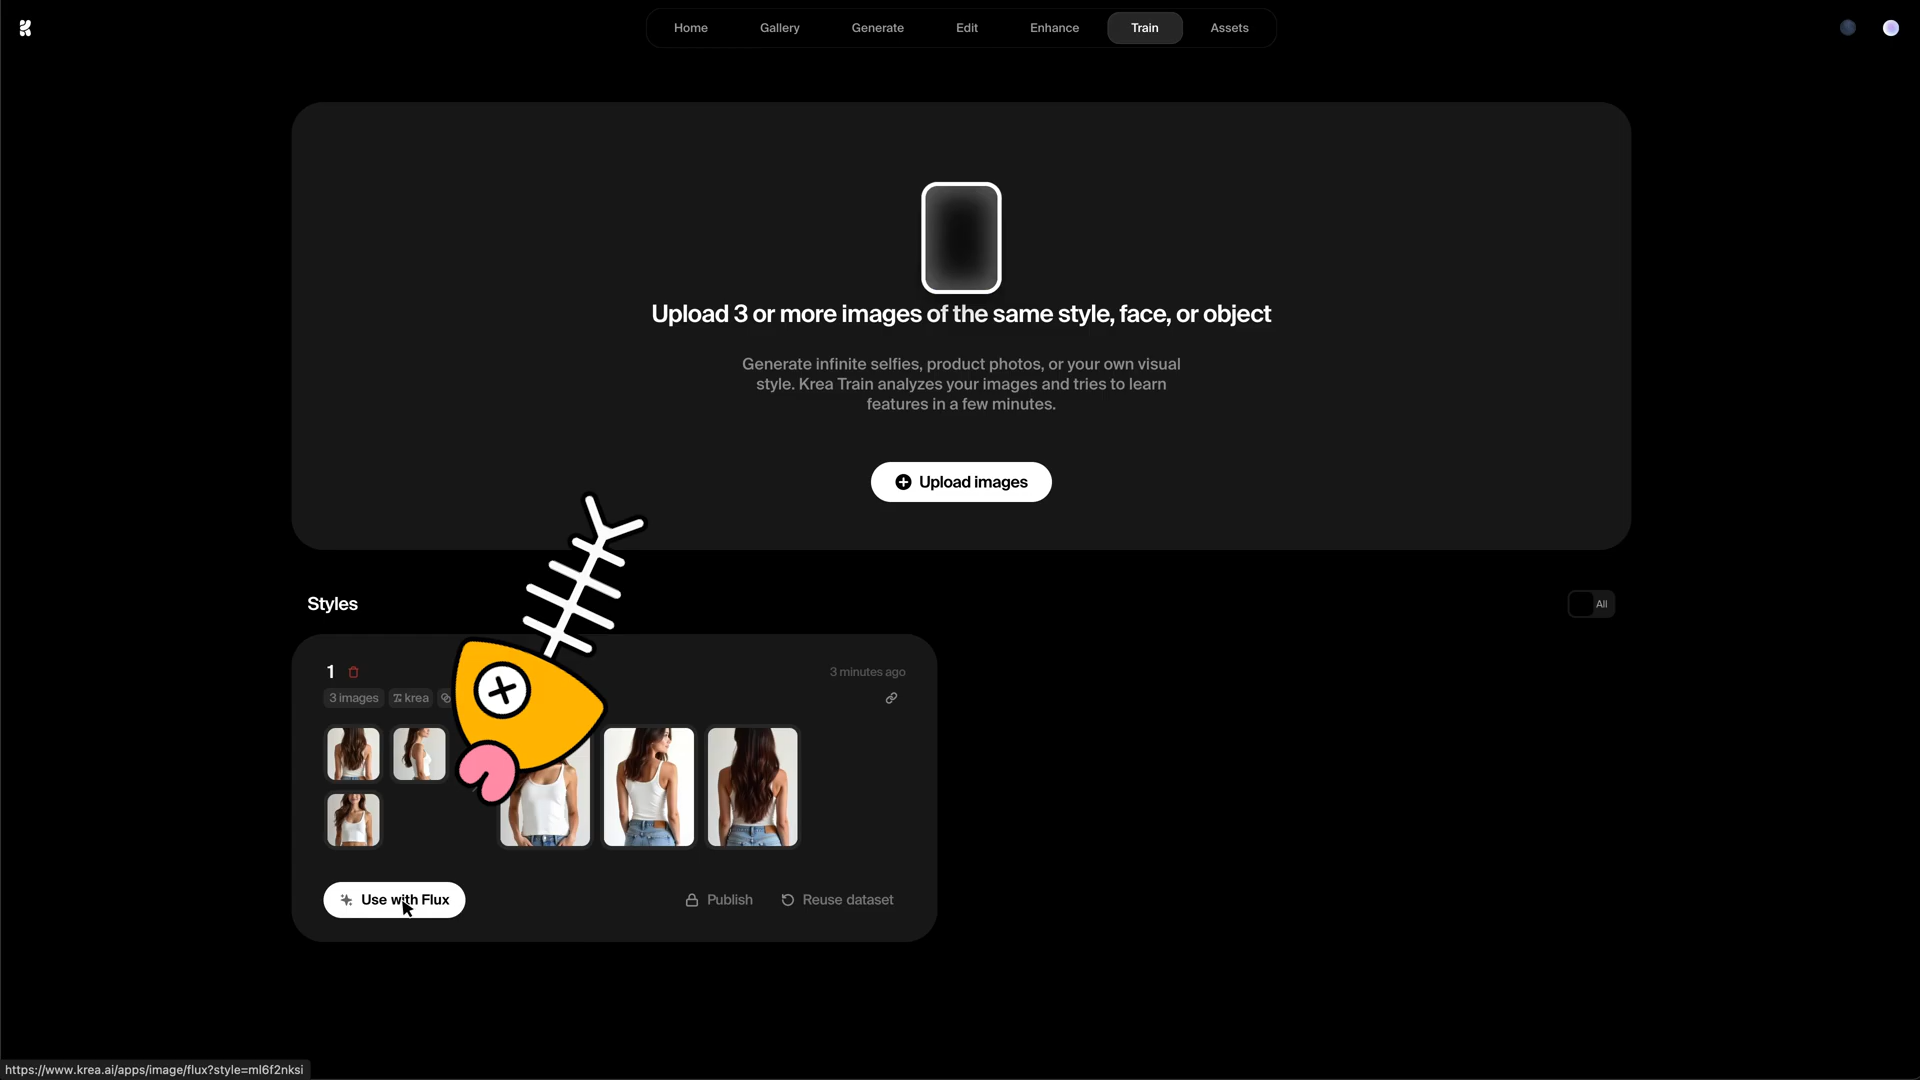 Home
Gallery
Generate
Edit
Enhance
Train
Assets
Upload 3 or more images of the same style, face, or object
Generate infinite selfies, product photos, or your own visual
style. Krea Train analyzes your images and tries to learn
features in a few minutes.
Upload images
Styles
All
1
3 minutes ago
3 images
krea
Use with Flux
Publish
Reuse dataset
https://www.krea.ai/apps/image/flux?style=ml6f2nksi